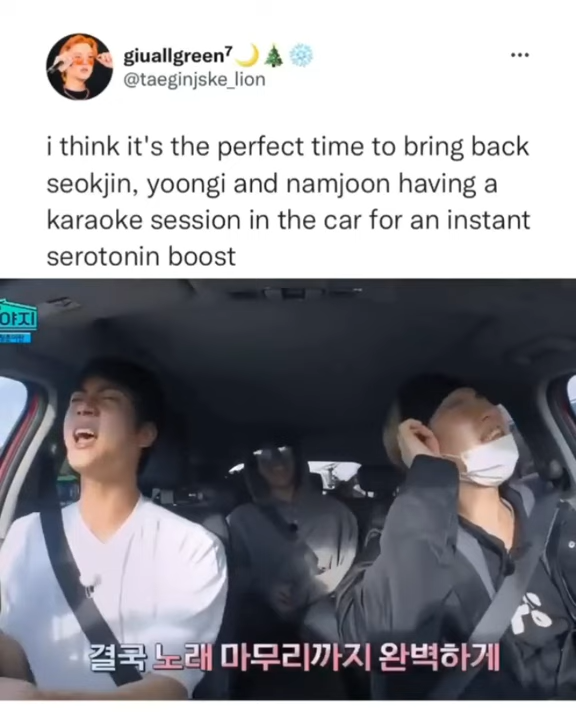 giuallgreen⁷🌙🎄❄️
@taeginjske_lion
i think it's the perfect time to bring back
seokjin, yoongi and namjoon having a
karaoke session in the car for an instant
serotonin boost
야지
결국 노래 마무리까지 완벽하게